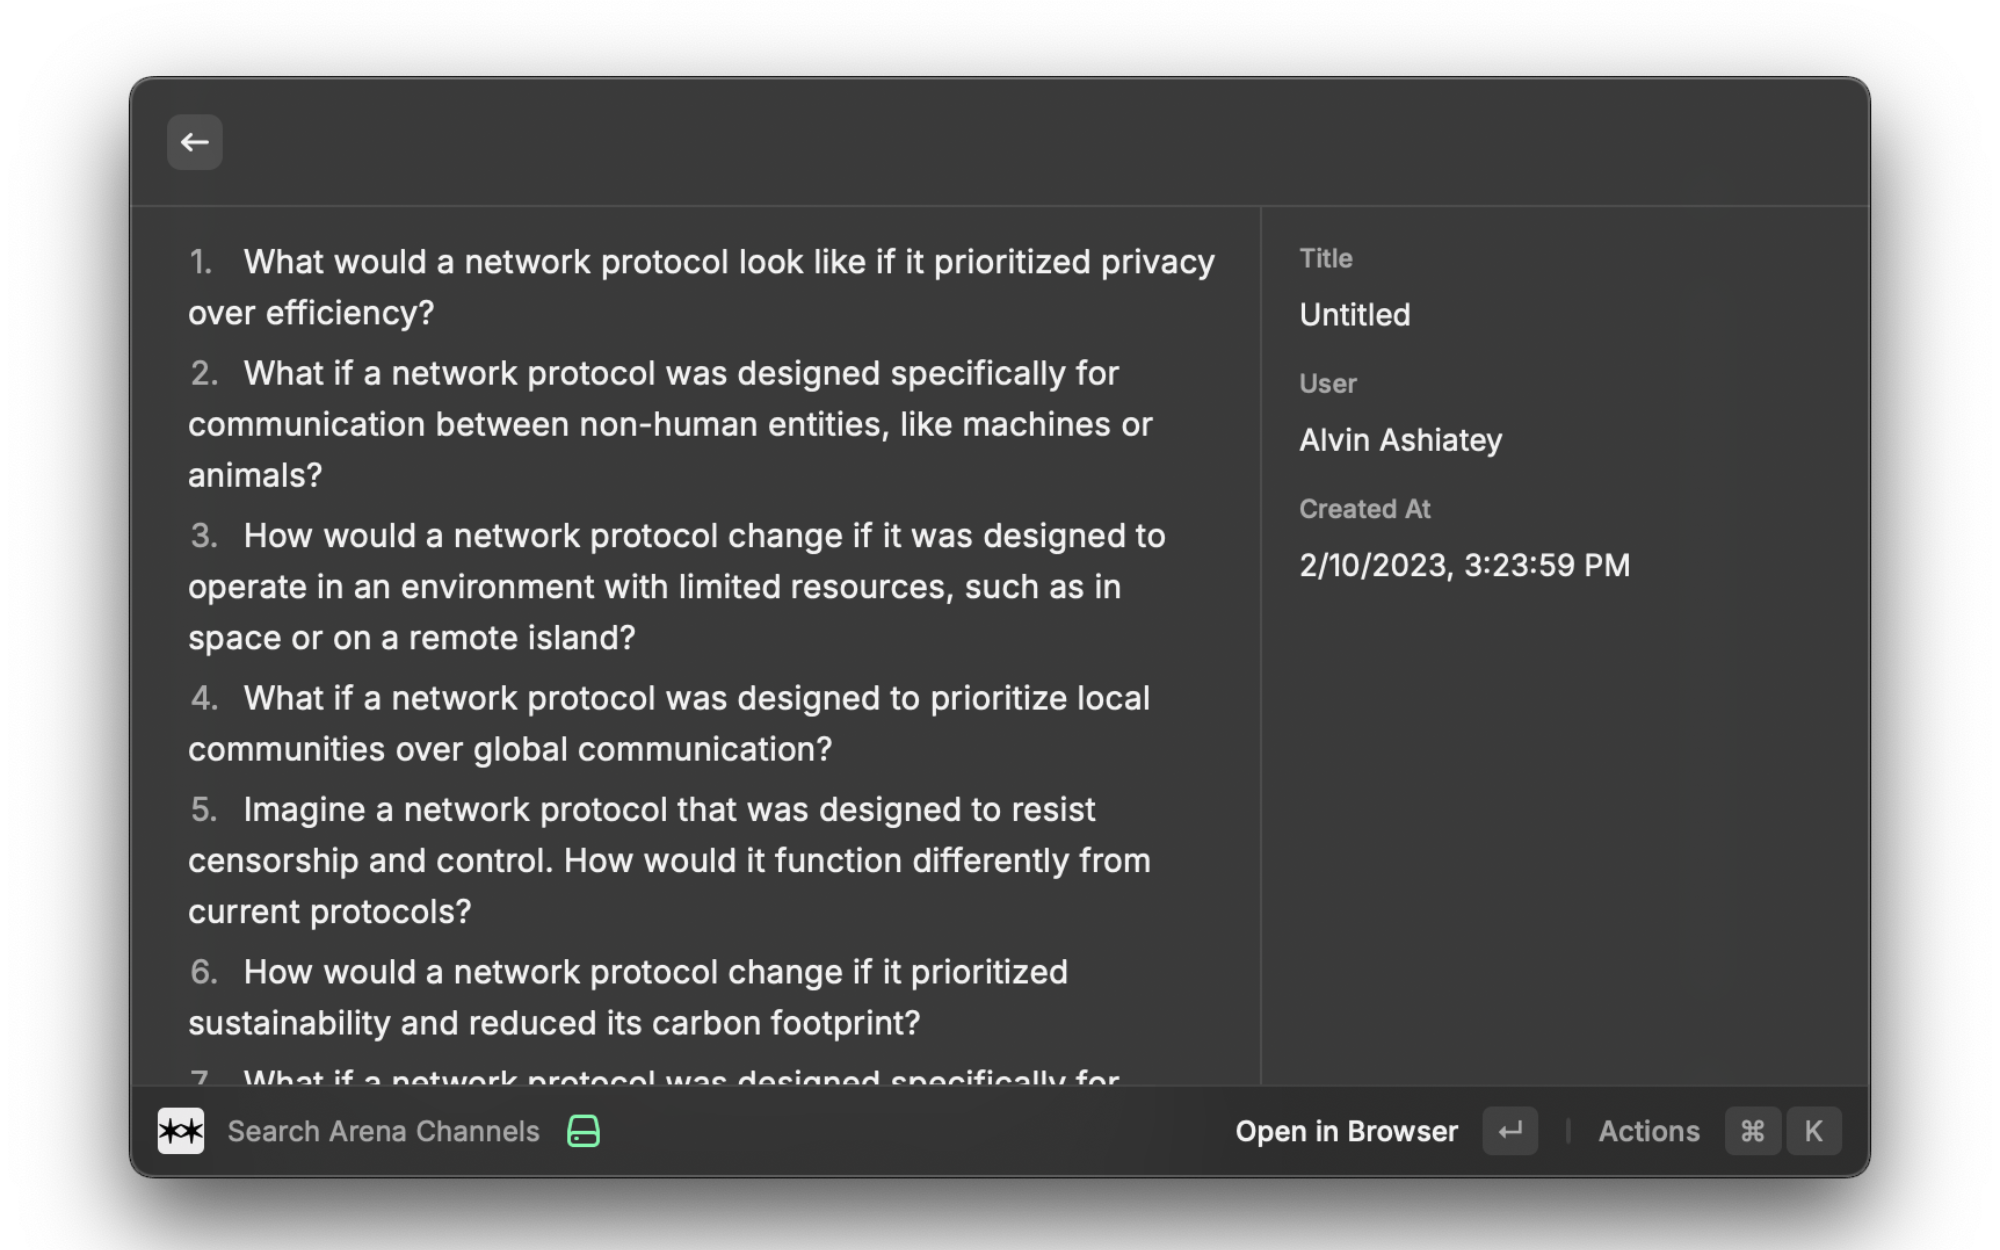 1. What would a network protocol look like if it prioritized privacy
over efficiency?
2. What if a network protocol was designed specifically for
communication between non-human entities, like machines or
animals?
3. How would a network protocol change if it was designed to
operate in an environment with limited resources, such as in
space or on a remote island?
4. What if a network protocol was designed to prioritize local
communities over global communication?
5. Imagine a network protocol that was designed to resist
censorship and control. How would it function differently from
current protocols?
6. How would a network protocol change if it prioritized
sustainability and reduced its carbon footprint?
7. What if a network protocol was designed specifically for
Title
Untitled
User
Alvin Ashiatey
Created At
2/10/2023, 3:23:59 PM
Search Arena Channels
Open in Browser ↵ | Actions ⌘ K